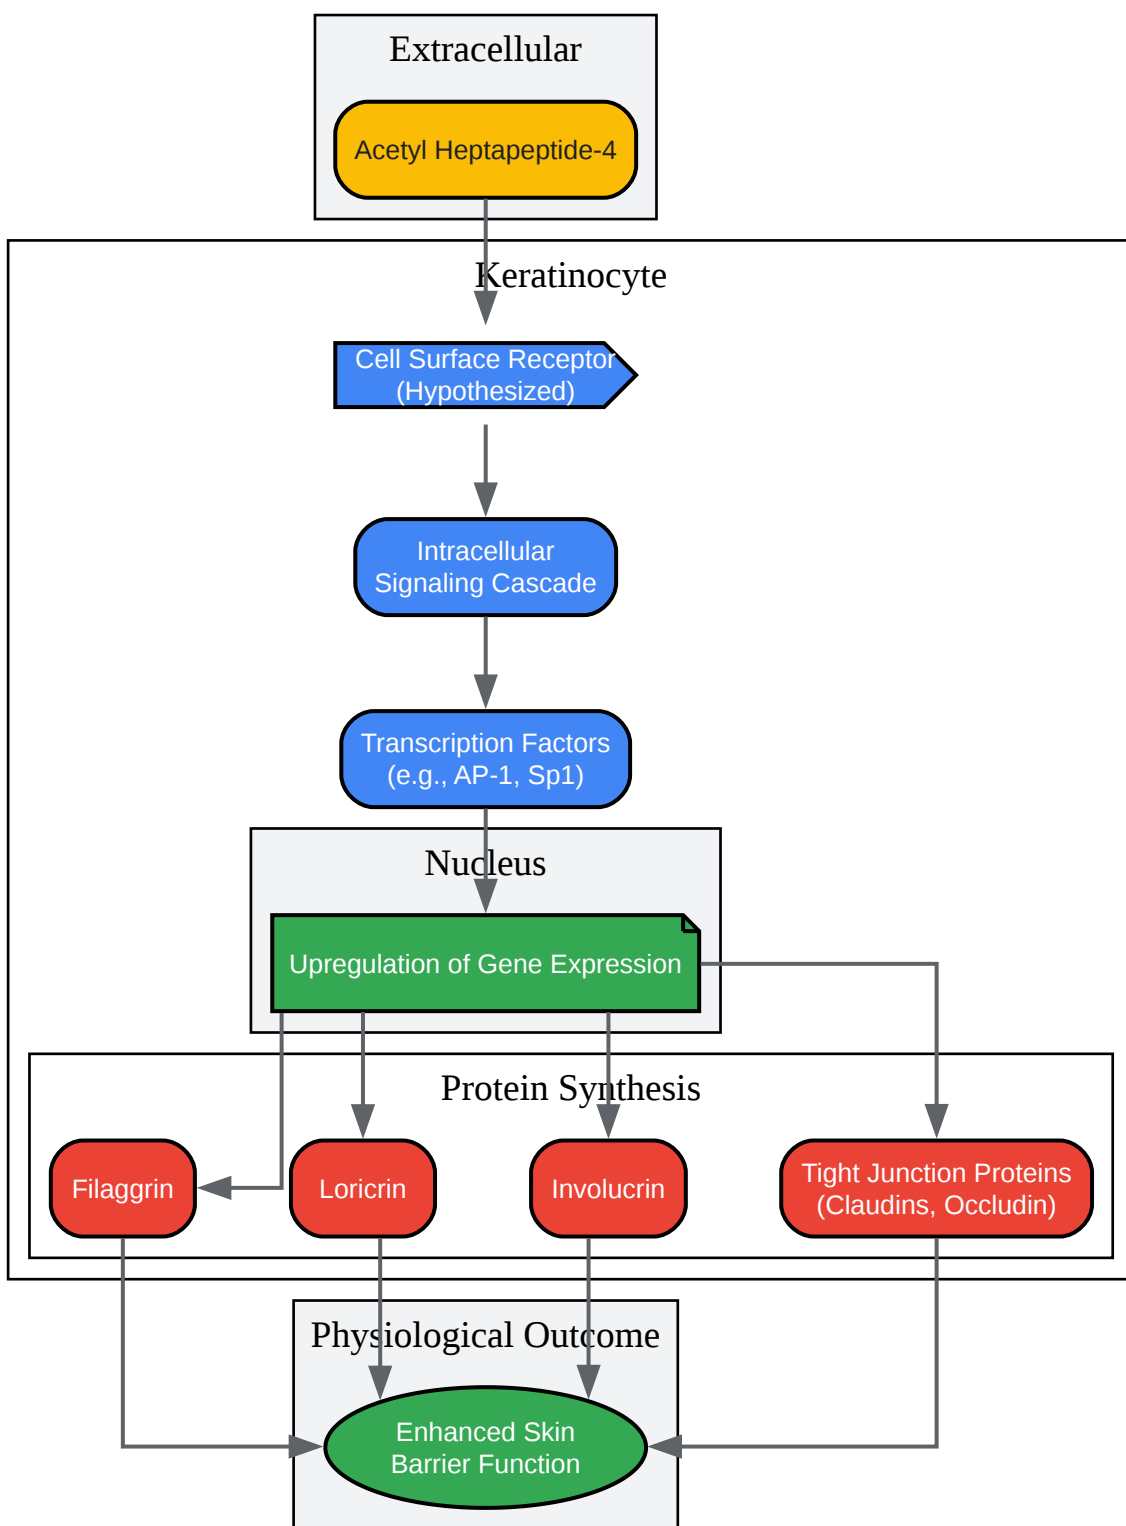 Extracellular
Acetyl Heptapeptide-4
Keratinocyte
Cell Surface Receptor
(Hypothesized)
Intracellular
Signaling Cascade
Transcription Factors
(e.g., AP-1, Sp1)
Nucleus
Upregulation of Gene Expression
Protein Synthesis
Filaggrin
Loricrin
Involucrin
Tight Junction Proteins
(Claudins, Occludin)
Physiological Outcome
Enhanced Skin
Barrier Function